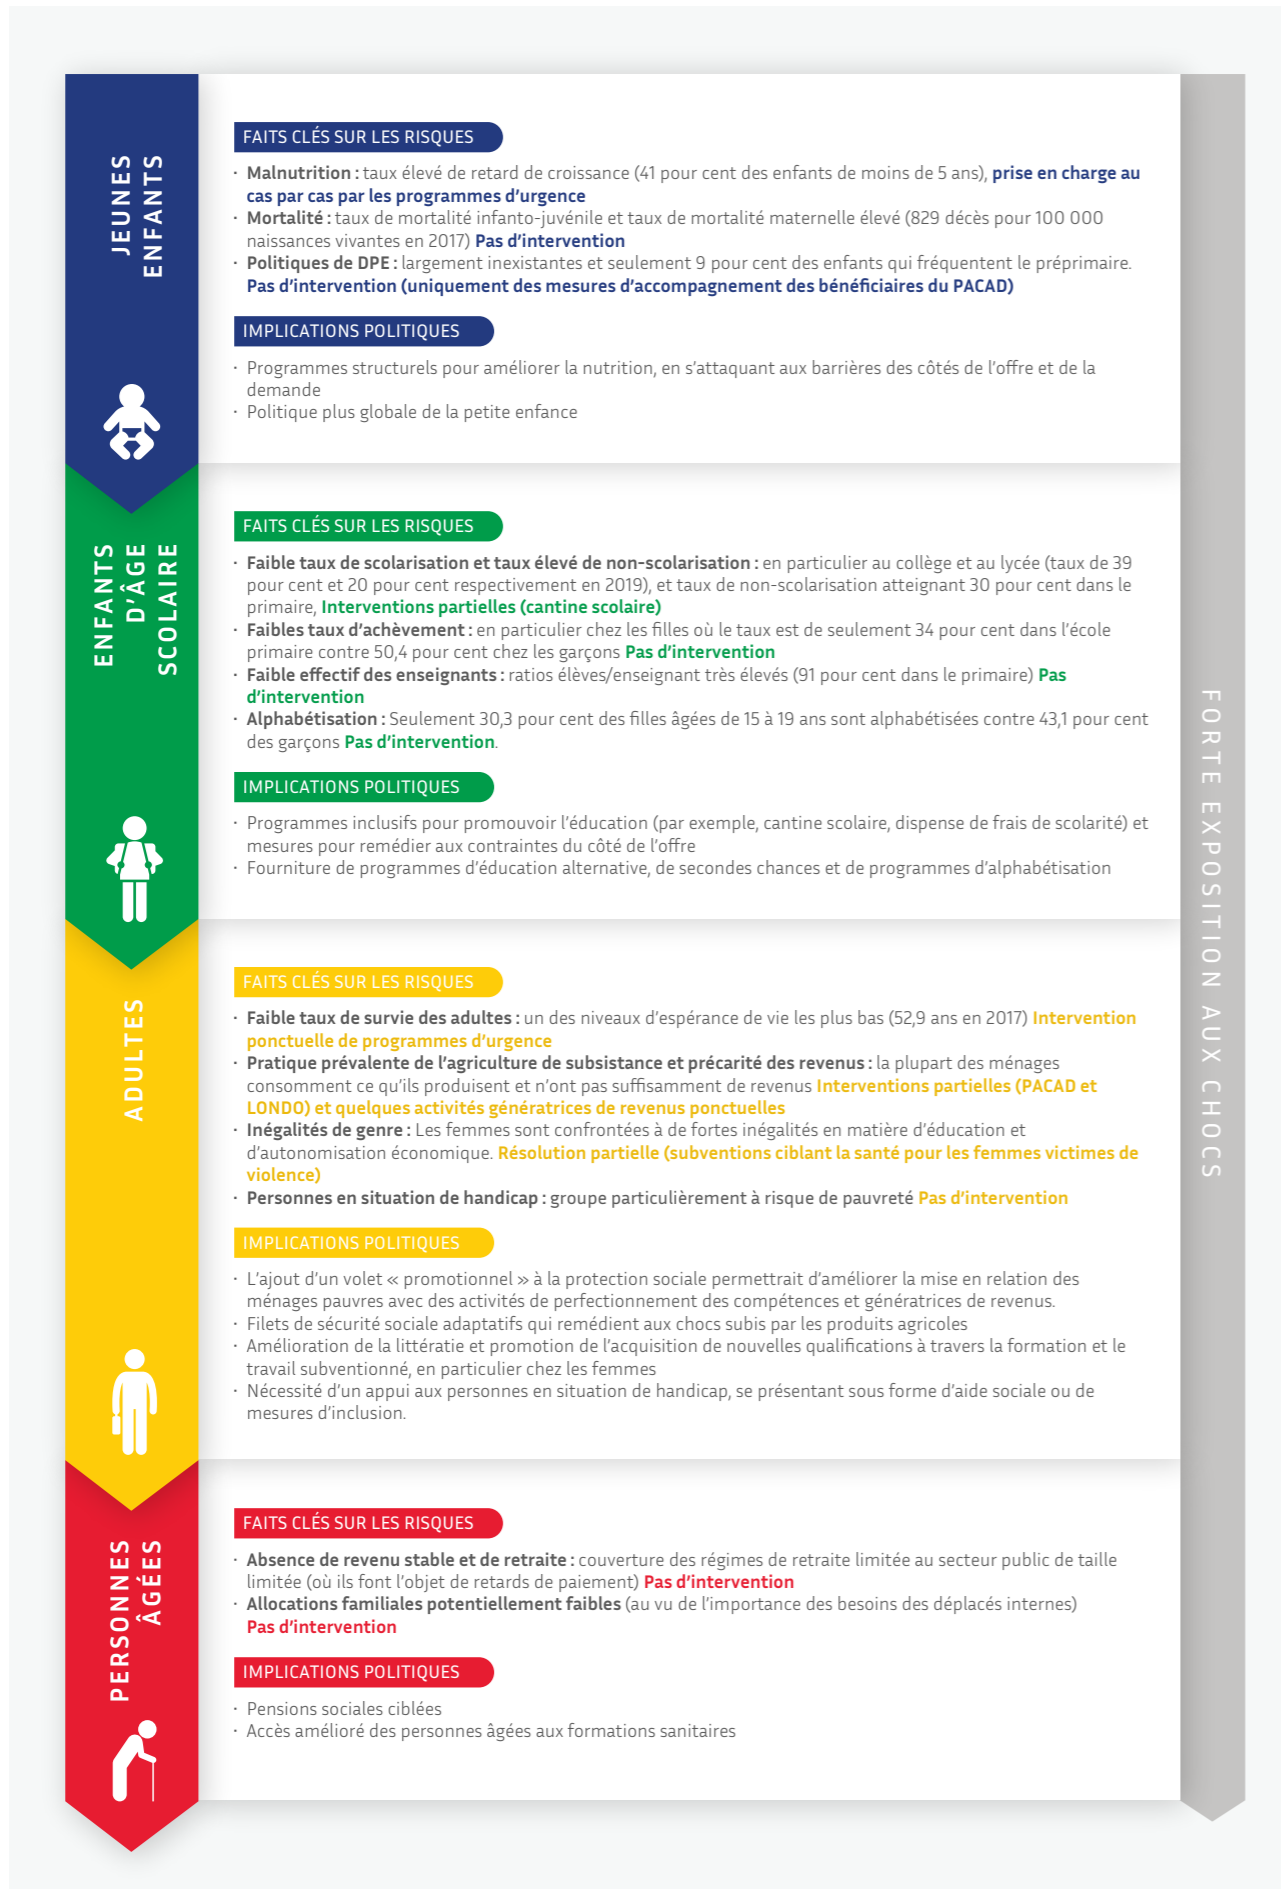 JEUNES
ENFANTS
FAITS CLÉS SUR LES RISQUES
· Malnutrition : taux élevé de retard de croissance (41 pour cent des enfants de moins de 5 ans), prise en charge au
cas par cas par les programmes d’urgence
· Mortalité : taux de mortalité infanto-juvénile et taux de mortalité maternelle élevé (829 décès pour 100 000
naissances vivantes en 2017) Pas d’intervention
· Politiques de DPE : largement inexistantes et seulement 9 pour cent des enfants qui fréquentent le préprimaire.
Pas d’intervention (uniquement des mesures d’accompagnement des bénéficiaires du PACAD)
IMPLICATIONS POLITIQUES
· Programmes structurels pour améliorer la nutrition, en s’attaquant aux barrières des côtés de l’offre et de la
demande
· Politique plus globale de la petite enfance
ENFANTS
D’ÂGE
SCOLAIRE
FAITS CLÉS SUR LES RISQUES
· Faible taux de scolarisation et taux élevé de non-scolarisation : en particulier au collège et au lycée (taux de 39
pour cent et 20 pour cent respectivement en 2019), et taux de non-scolarisation atteignant 30 pour cent dans le
primaire, Interventions partielles (cantine scolaire)
· Faibles taux d’achèvement : en particulier chez les filles où le taux est de seulement 34 pour cent dans l’école
primaire contre 50,4 pour cent chez les garçons Pas d’intervention
· Faible effectif des enseignants : ratios élèves/enseignant très élevés (91 pour cent dans le primaire) Pas
d’intervention
· Alphabétisation : Seulement 30,3 pour cent des filles âgées de 15 à 19 ans sont alphabétisées contre 43,1 pour cent
des garçons Pas d’intervention.
IMPLICATIONS POLITIQUES
· Programmes inclusifs pour promouvoir l’éducation (par exemple, cantine scolaire, dispense de frais de scolarité) et
mesures pour remédier aux contraintes du côté de l’offre
· Fourniture de programmes d’éducation alternative, de secondes chances et de programmes d’alphabétisation
ADULTES
FAITS CLÉS SUR LES RISQUES
· Faible taux de survie des adultes : un des niveaux d’espérance de vie les plus bas (52,9 ans en 2017) Intervention
ponctuelle de programmes d’urgence
· Pratique prévalente de l’agriculture de subsistance et précarité des revenus : la plupart des ménages
consomment ce qu’ils produisent et n’ont pas suffisamment de revenus Interventions partielles (PACAD et
LONDO) et quelques activités génératrices de revenus ponctuelles
· Inégalités de genre : Les femmes sont confrontées à de fortes inégalités en matière d’éducation et
d’autonomisation économique. Résolution partielle (subventions ciblant la santé pour les femmes victimes de
violence)
· Personnes en situation de handicap : groupe particulièrement à risque de pauvreté Pas d’intervention
IMPLICATIONS POLITIQUES
· L’ajout d’un volet « promotionnel » à la protection sociale permettrait d’améliorer la mise en relation des
ménages pauvres avec des activités de perfectionnement des compétences et génératrices de revenus.
· Filets de sécurité sociale adaptatifs qui remédient aux chocs subis par les produits agricoles
· Amélioration de la littératie et promotion de l’acquisition de nouvelles qualifications à travers la formation et le
travail subventionné, en particulier chez les femmes
· Nécessité d’un appui aux personnes en situation de handicap, se présentant sous forme d’aide sociale ou de
mesures d’inclusion.
PERSONNES
ÂGÉES
FAITS CLÉS SUR LES RISQUES
· Absence de revenu stable et de retraite : couverture des régimes de retraite limitée au secteur public de taille
limitée (où ils font l’objet de retards de paiement) Pas d’intervention
· Allocations familiales potentiellement faibles (au vu de l’importance des besoins des déplacés internes)
Pas d’intervention
IMPLICATIONS POLITIQUES
· Pensions sociales ciblées
· Accès amélioré des personnes âgées aux formations sanitaires
FORTE EXPOSITION AUX CHOCS